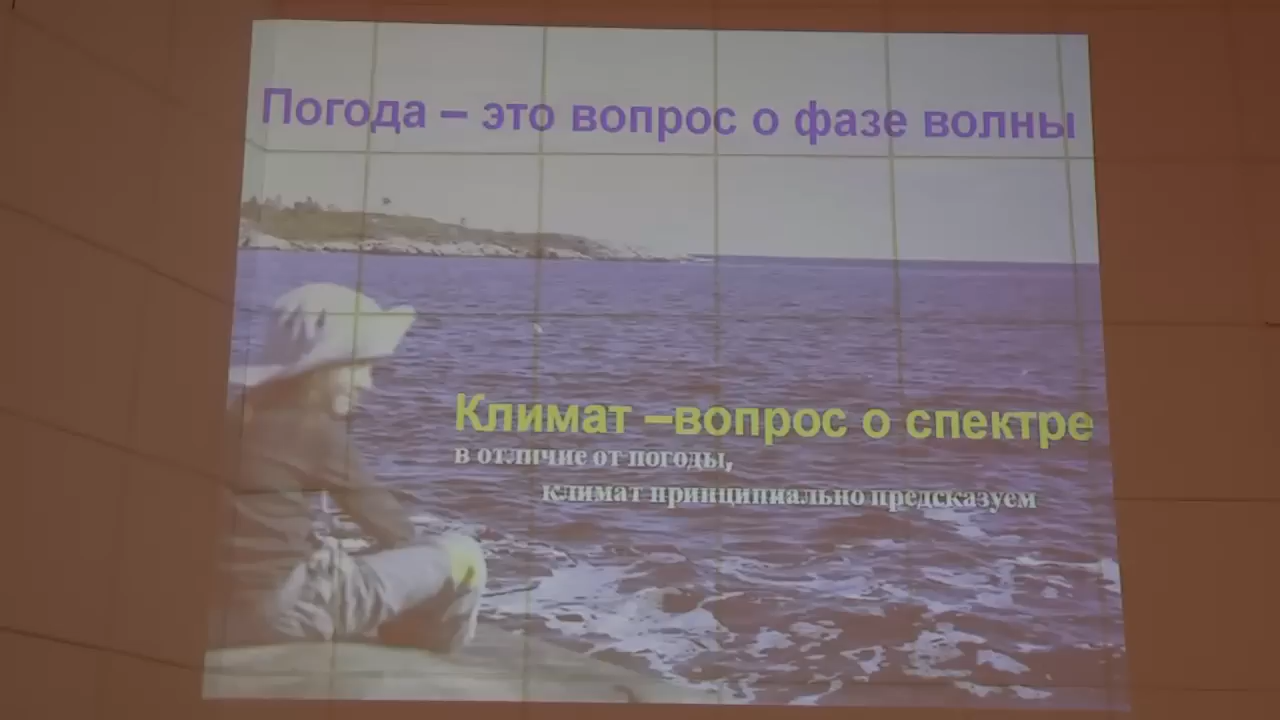 Погода – это вопрос о фазе волны
Климат –вопрос о спектре
в отличие от погоды,
климат принципиально предсказуем